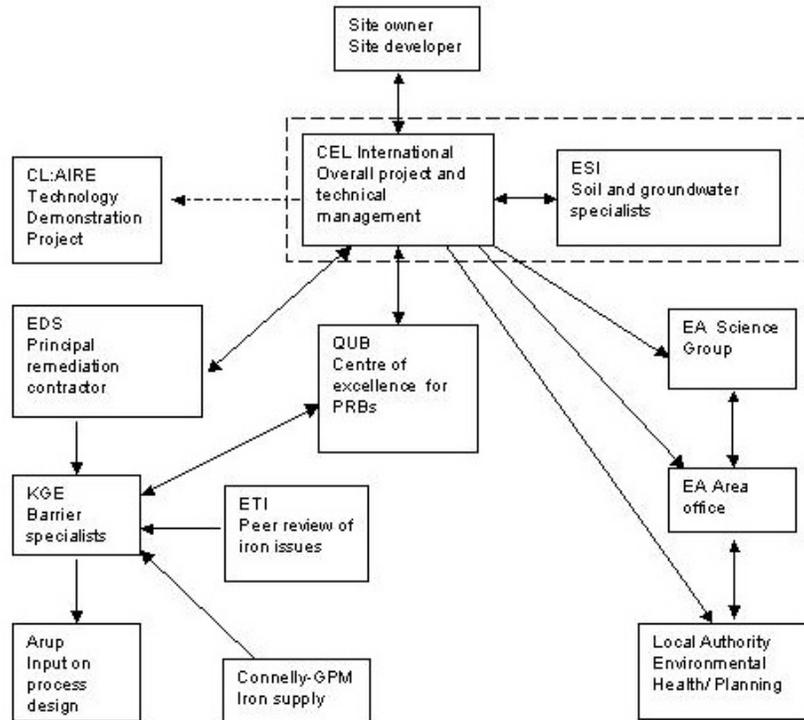 Site owner
Site developer
CEL International
Overall project and
technical
management
ESI
Soil and groundwater
specialists
CL:AIRE
Technology
Demonstration
Project
EDS
Principal
remediation
contractor
QUB
Centre of
excellence for
PRBs
EA Science
Group
KGE
Barrier
specialists
ETI
Peer review of
iron issues
EA Area
office
Arup
Input on
process
design
Connelly-GPM
Iron supply
Local Authority
Environmental
Health/ Planning